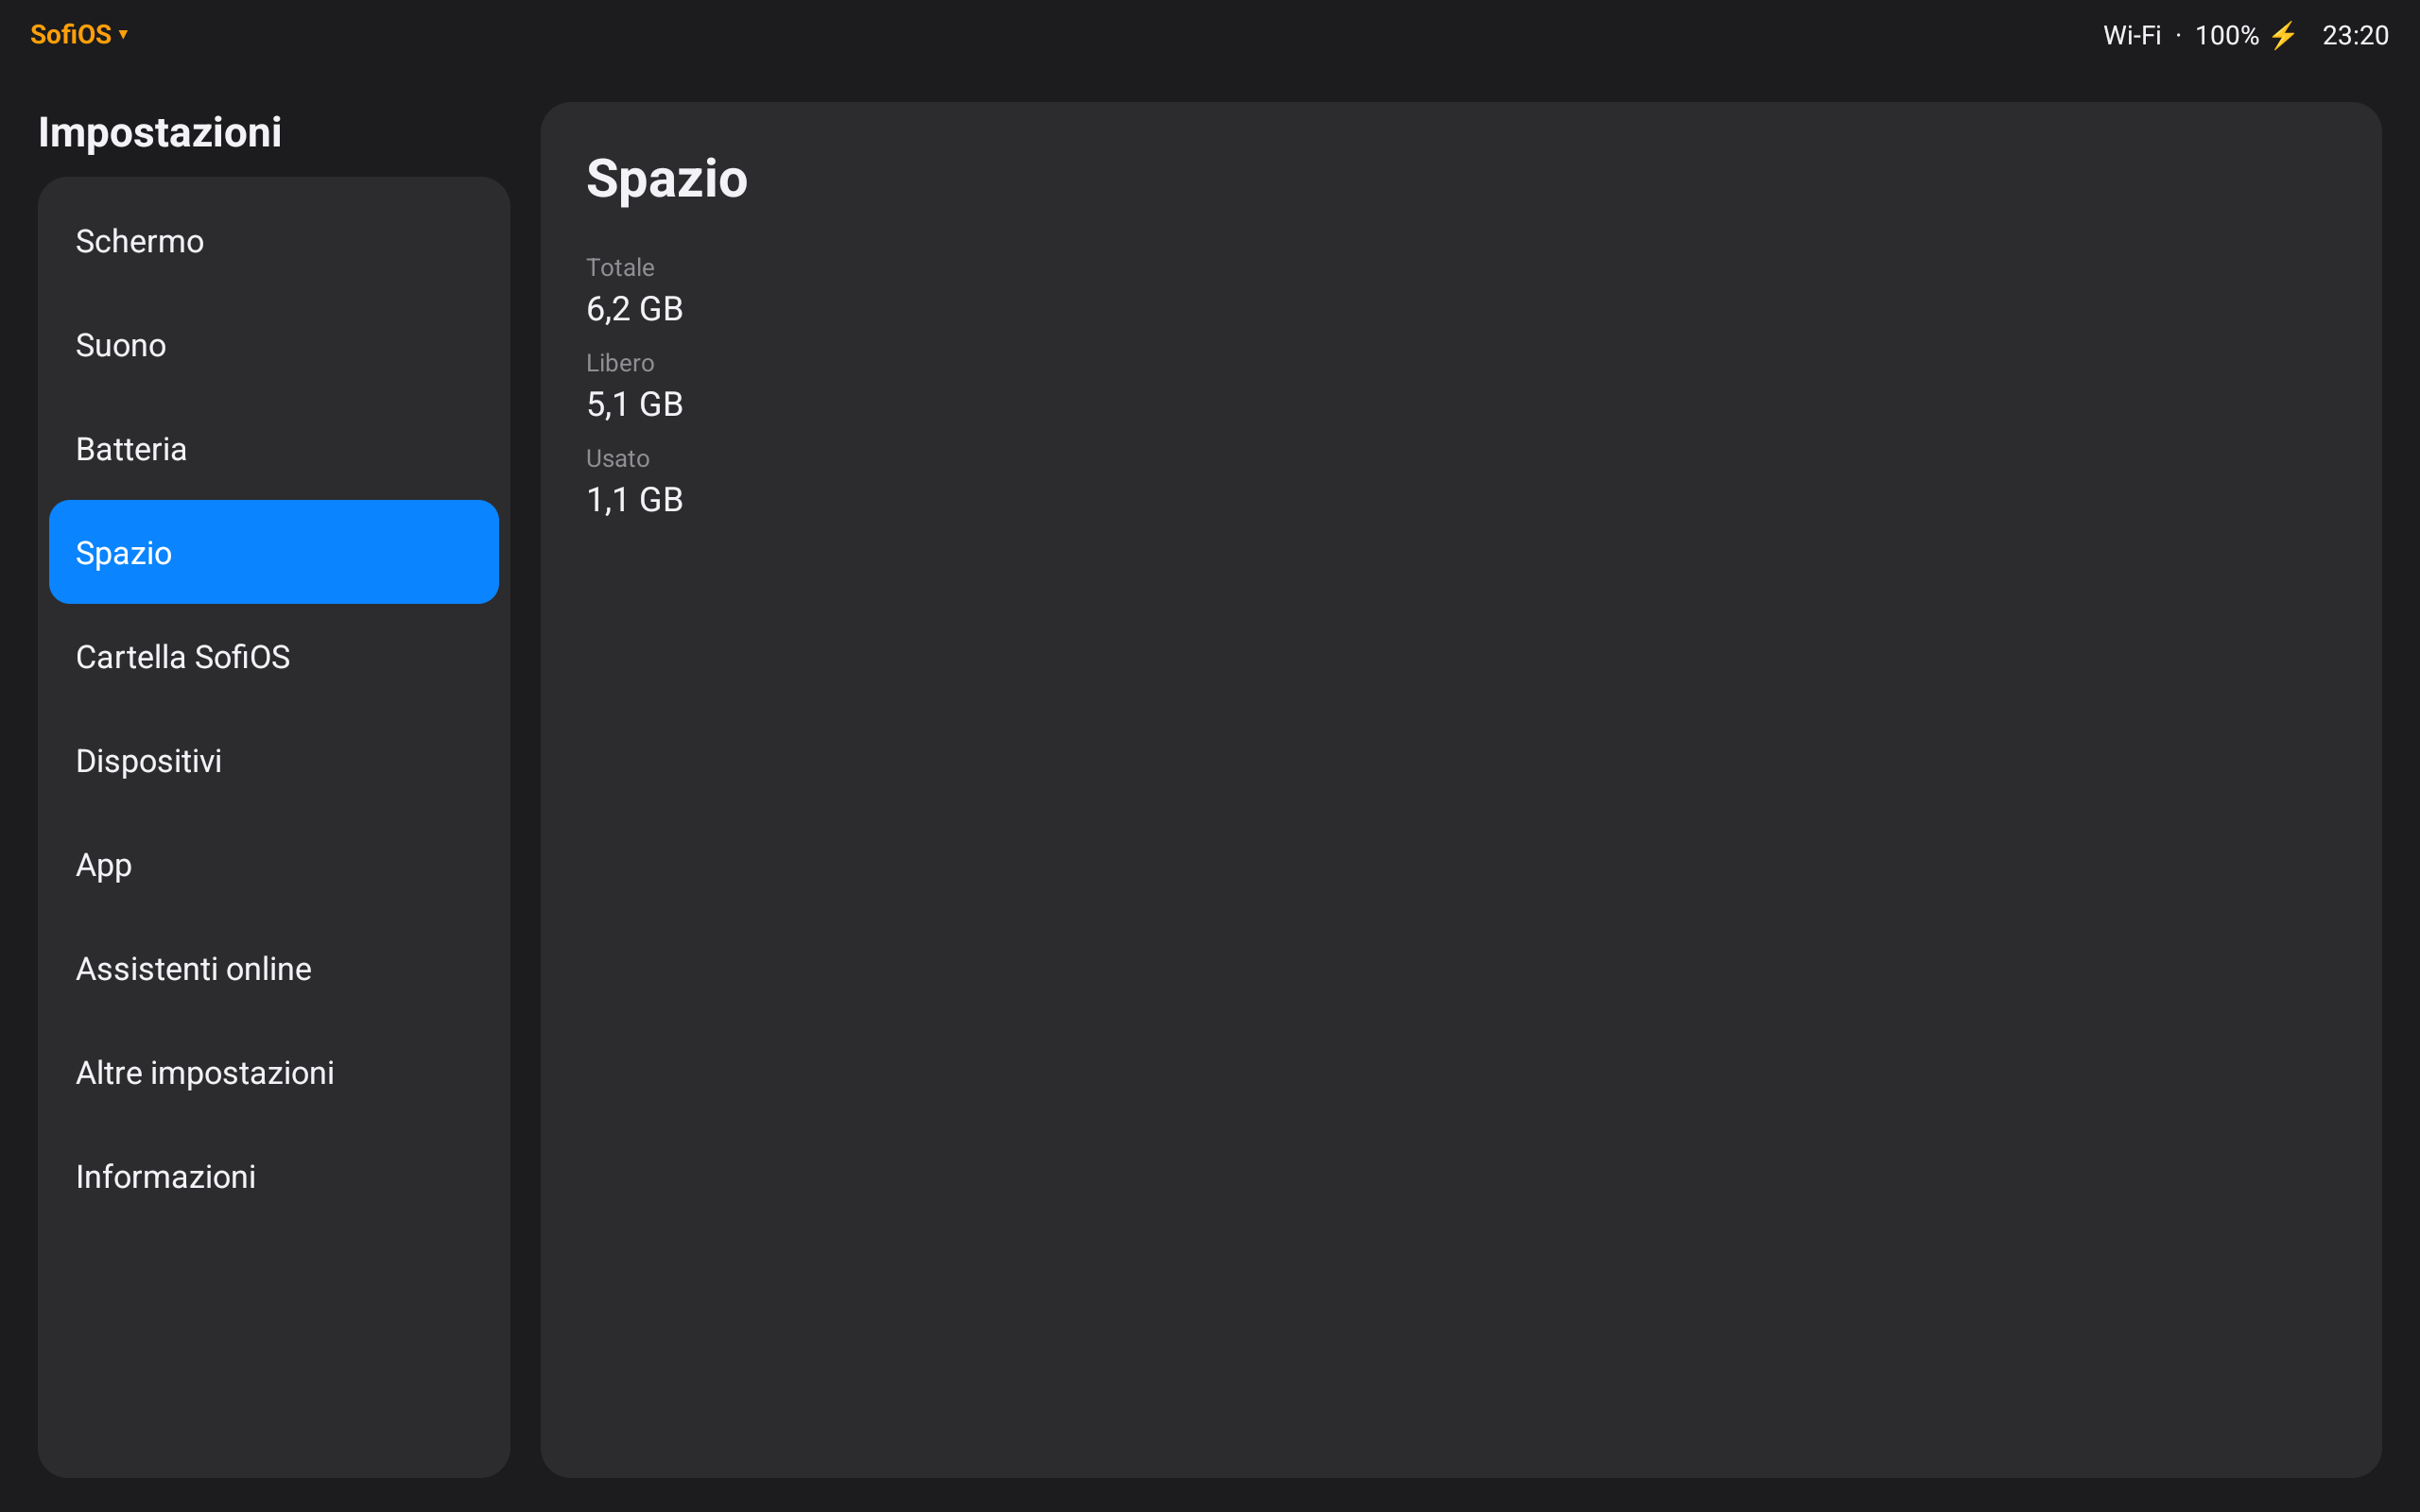 SofiOS ▾
Wi-Fi · 100% ⚡ 23:20
Impostazioni
Schermo
Suono
Batteria
Spazio
Cartella SofiOS
Dispositivi
App
Assistenti online
Altre impostazioni
Informazioni
Spazio
Totale
6,2 GB
Libero
5,1 GB
Usato
1,1 GB